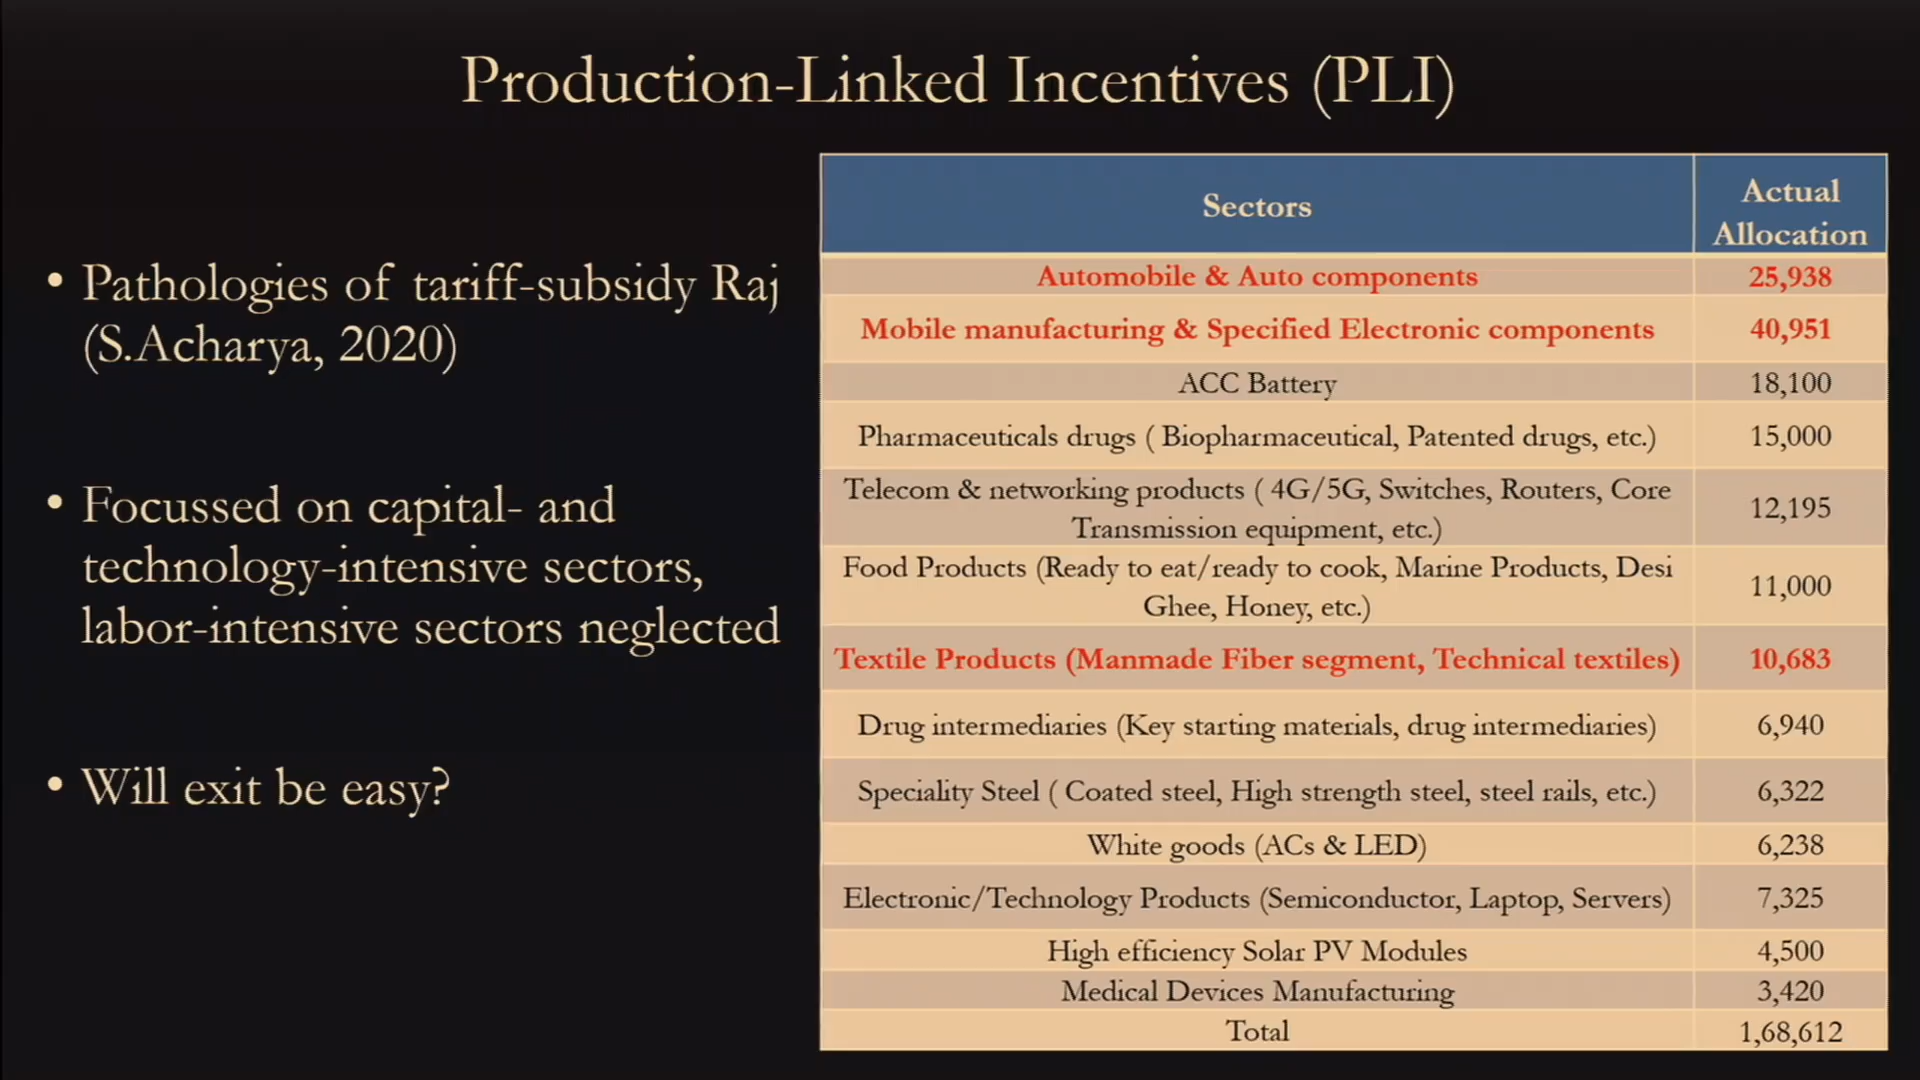 Production-Linked Incentives (PLI)
• Pathologies of tariff-subsidy Raj
(S.Acharya, 2020)
• Focussed on capital- and
technology-intensive sectors,
labor-intensive sectors neglected
• Will exit be easy?
Sectors
Actual
Allocation
Automobile & Auto components 25,938
Mobile manufacturing & Specified Electronic components 40,951
ACC Battery 18,100
Pharmaceuticals drugs ( Biopharmaceutical, Patented drugs, etc.) 15,000
Telecom & networking products ( 4G/5G, Switches, Routers, Core
Transmission equipment, etc.) 12,195
Food Products (Ready to eat/ready to cook, Marine Products, Desi
Ghee, Honey, etc.) 11,000
Textile Products (Manmade Fiber segment, Technical textiles) 10,683
Drug intermediaries (Key starting materials, drug intermediaries) 6,940
Speciality Steel ( Coated steel, High strength steel, steel rails, etc.) 6,322
White goods (ACs & LED) 6,238
Electronic/Technology Products (Semiconductor, Laptop, Servers) 7,325
High efficiency Solar PV Modules 4,500
Medical Devices Manufacturing 3,420
Total 1,68,612